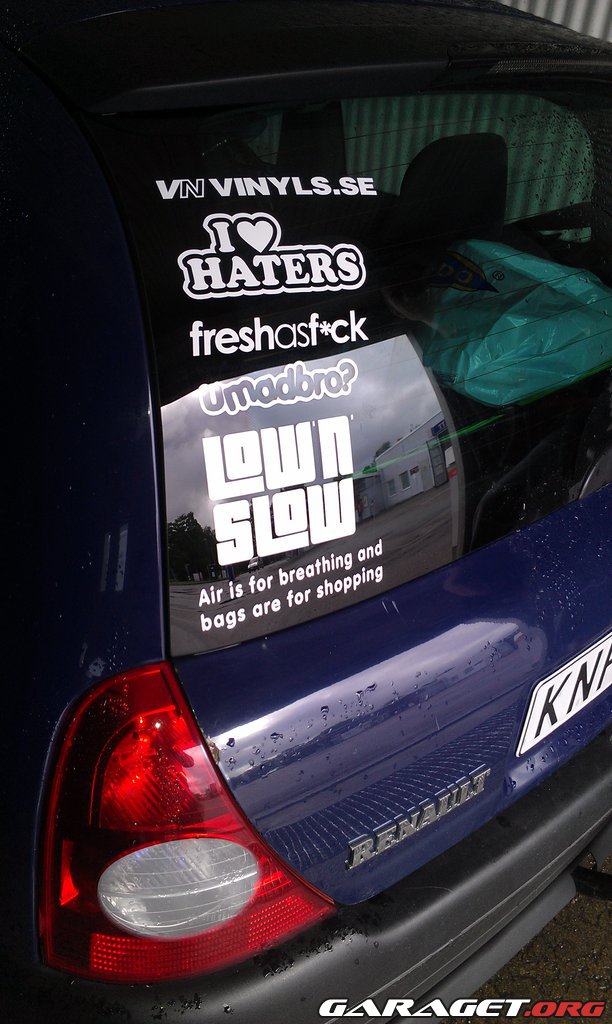 VN VINYLS.SE
I ♥
HATERS
freshasf*ck
umadbro?
LOW 'N'
SLOW
Air is for breathing and
bags are for shopping
KN
RENAULT
GARAGET.ORG